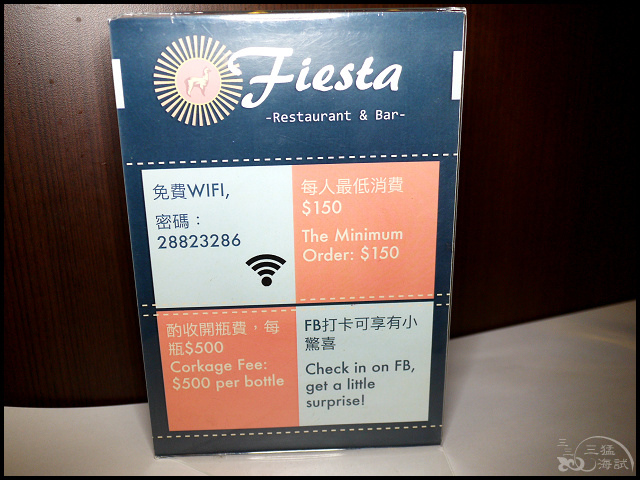 Fiesta
-Restaurant & Bar-
免費WIFI,
密碼：
28823286
每人最低消費
$150
The Minimum
Order: $150
酌收開瓶費，每
瓶$500
Corkage Fee:
$500 per bottle
FB打卡可享有小
驚喜
Check in on FB,
get a little
surprise!
三猛
海試